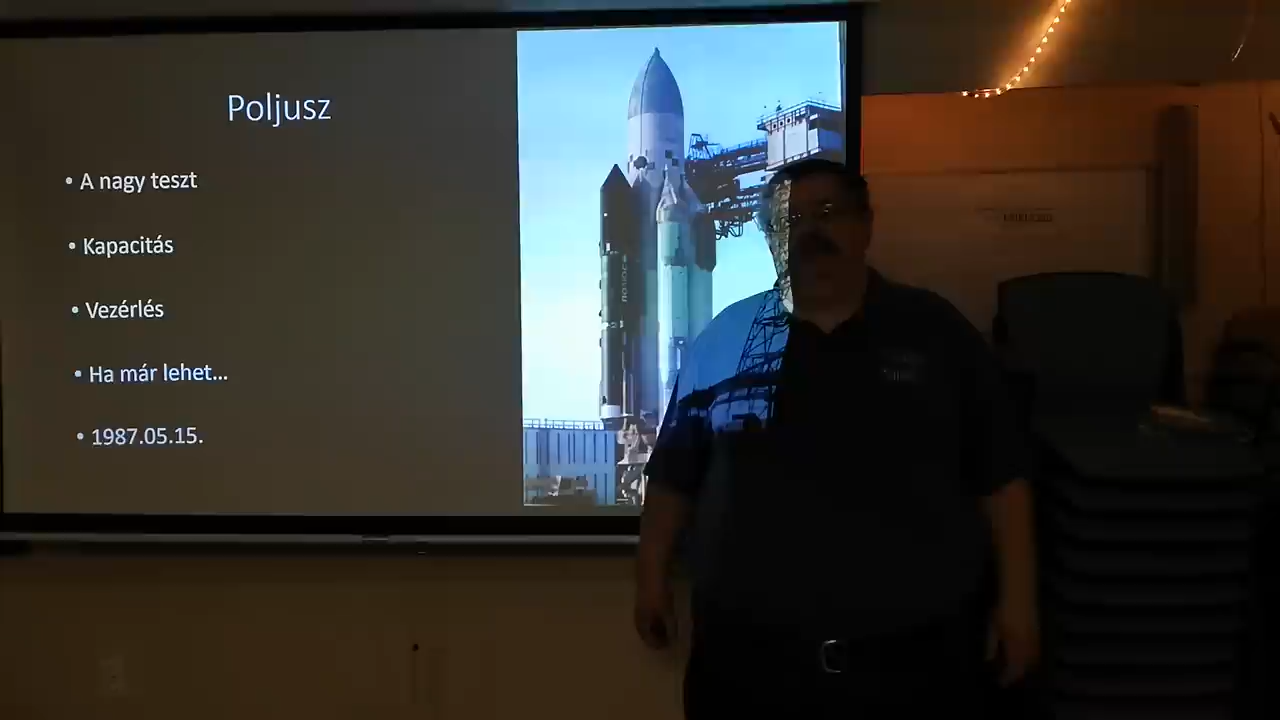 Poljusz
• A nagy teszt
• Kapacitás
• Vezérlés
• Ha már lehet...
• 1987.05.15.